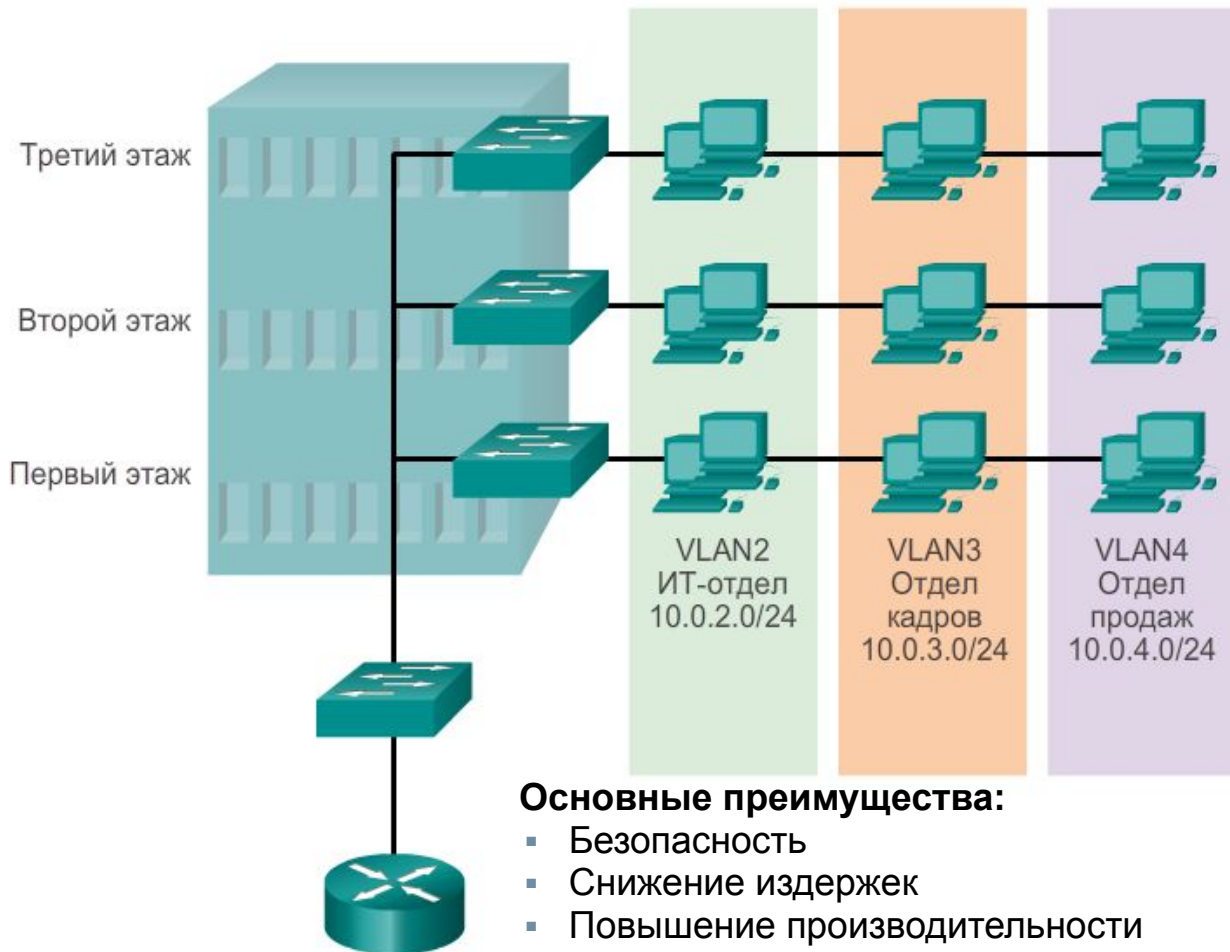 Третий этаж
Второй этаж
Первый этаж
VLAN2
ИТ-отдел
10.0.2.0/24
VLAN3
Отдел
кадров
10.0.3.0/24
VLAN4
Отдел
продаж
10.0.4.0/24
Основные преимущества:
▪ Безопасность
▪ Снижение издержек
▪ Повышение производительности